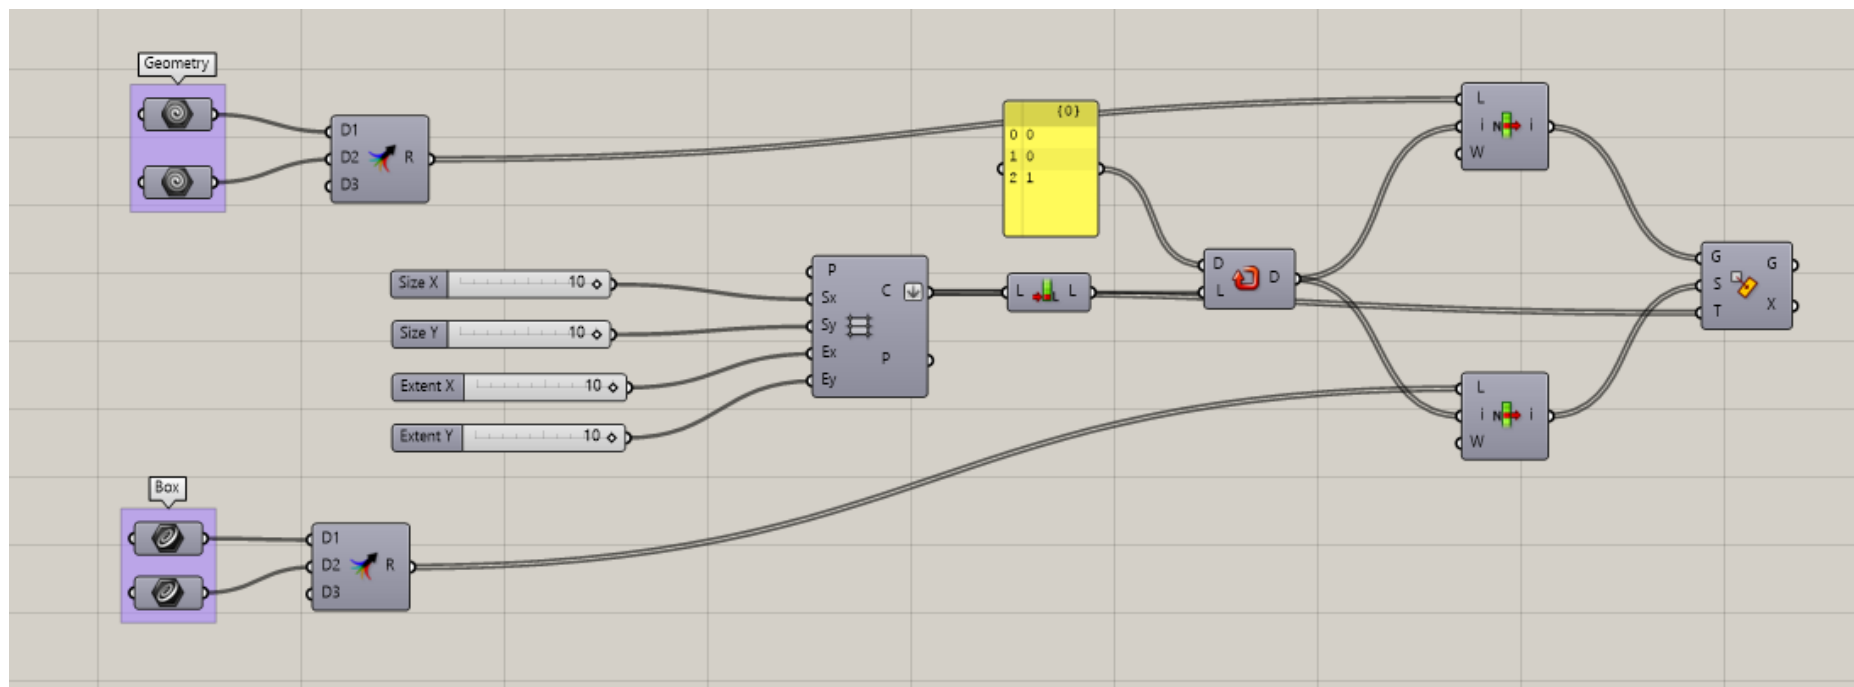 Geometry
D1
D2 R
D3
{0}
0 0
1 0
2 1
L
i N i
W
Size X 10
Size Y 10
Extent X 10
Extent Y 10
P
Sx C
Sy
Ex P
Ey
L L L
D D
L
G G
S
T X
L
i N i
W
Box
D1
D2 R
D3